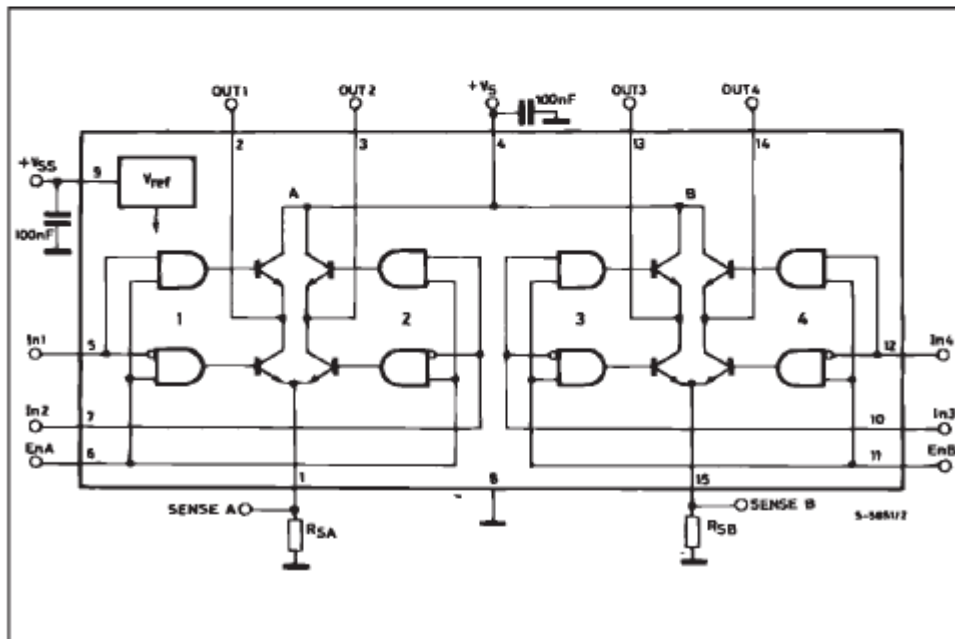 OUT1 OUT2 +VS 100nF OUT3 OUT4
2 3 4 13 14
+VSS 9 Vref A B
100nF
1 2 3 4
In1 5 12 In4
In2 7 10 In3
EnA 6 11 EnB
1 8 15
SENSE A SENSE B S-5851/2
RSA RSB